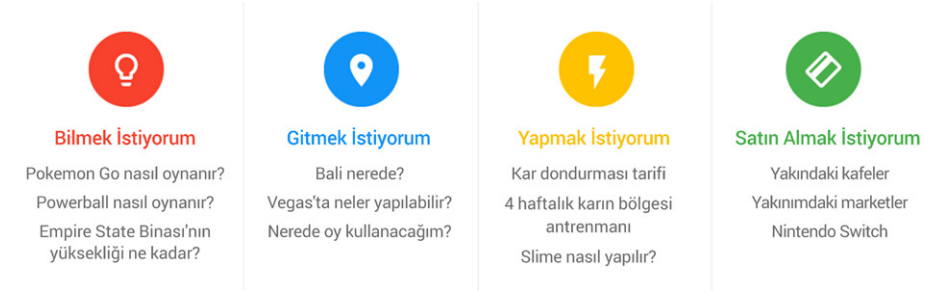 Bilmek İstiyorum
Pokemon Go nasıl oynanır?
Powerball nasıl oynanır?
Empire State Binası'nın
yüksekliği ne kadar?
Gitmek İstiyorum
Bali nerede?
Vegas'ta neler yapılabilir?
Nerede oy kullanacağım?
Yapmak İstiyorum
Kar dondurması tarifi
4 haftalık karın bölgesi
antrenmanı
Slime nasıl yapılır?
Satın Almak İstiyorum
Yakındaki kafeler
Yakınımdaki marketler
Nintendo Switch